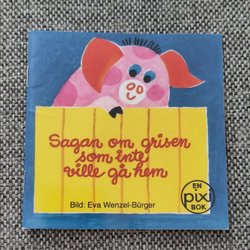 Sagan om grisen
som inte
ville gå hem
Bild: Eva Wenzel-Bürger
EN
pixi
BOK